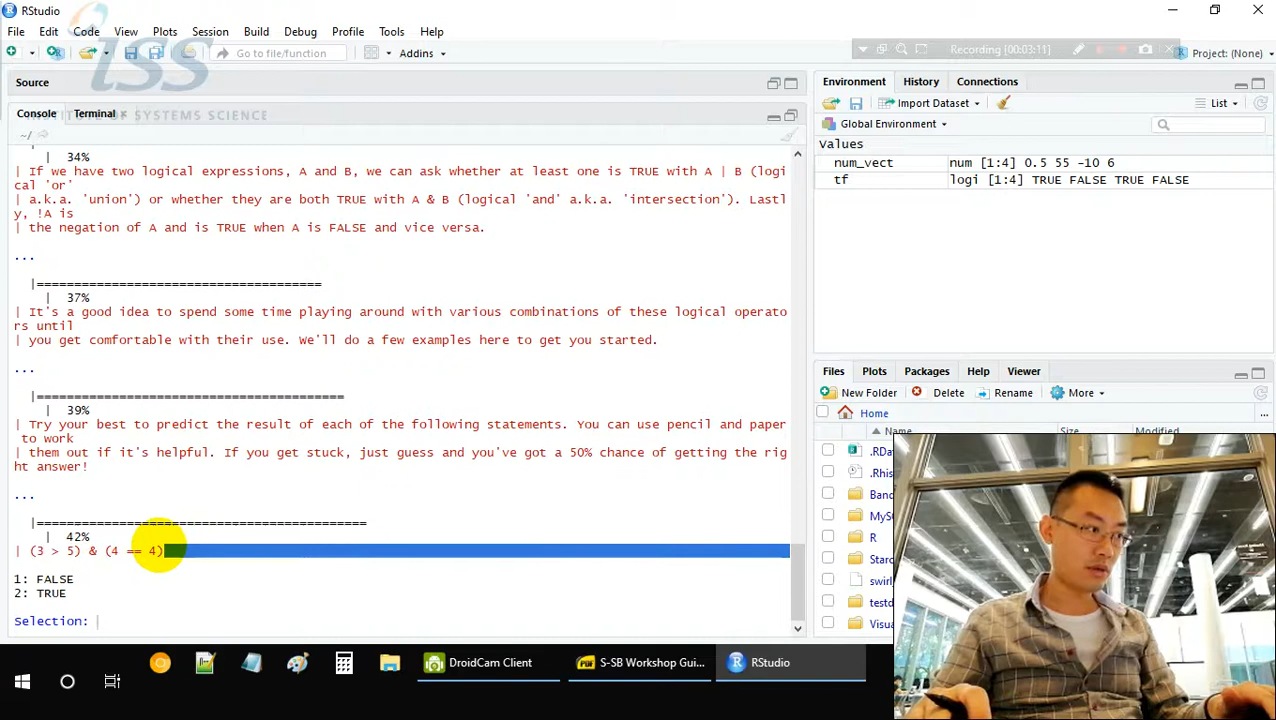 RStudio
File Edit Code View Plots Session Build Debug Profile Tools Help
Go to file/function Addins
Recording [00:03:11]
Project: (None)
iss
INSTITUTE OF SYSTEMS SCIENCE
Source
Console Terminal
~/
| 34%
| If we have two logical expressions, A and B, we can ask whether at least one is TRUE with A | B (logi
cal 'or'
| a.k.a. 'union') or whether they are both TRUE with A & B (logical 'and' a.k.a. 'intersection'). Lastl
y, !A is
| the negation of A and is TRUE when A is FALSE and vice versa.
...
|======================================
| 37%
| It's a good idea to spend some time playing around with various combinations of these logical operato
rs until
| you get comfortable with their use. We'll do a few examples here to get you started.
...
|=========================================
| 39%
| Try your best to predict the result of each of the following statements. You can use pencil and paper
to work
| them out if it's helpful. If you get stuck, just guess and you've got a 50% chance of getting the rig
ht answer!
...
|============================================
| 42%
| (3 > 5) & (4 == 4)
1: FALSE
2: TRUE
Selection:
Environment History Connections
Import Dataset List
Global Environment
Values
num_vect num [1:4] 0.5 55 -10 6
tf logi [1:4] TRUE FALSE TRUE FALSE
Files Plots Packages Help Viewer
New Folder Delete Rename More
Home ...
Name Size Modified
.RDa
.Rhis
Band
MySt
R
Starc
swirl
testd
Visua
DroidCam Client
S-SB Workshop Gui...
RStudio